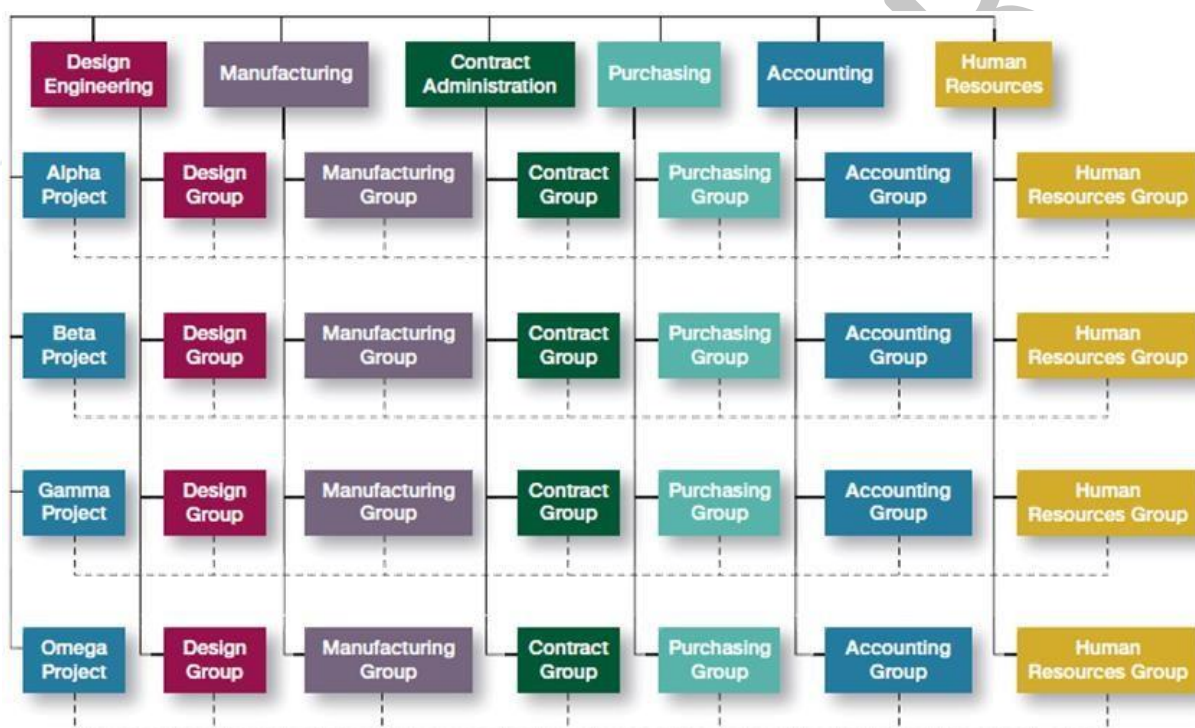 Design
Engineering
Manufacturing
Contract
Administration
Purchasing
Accounting
Human
Resources
Alpha
Project
Design
Group
Manufacturing
Group
Contract
Group
Purchasing
Group
Accounting
Group
Human
Resources Group
Beta
Project
Design
Group
Manufacturing
Group
Contract
Group
Purchasing
Group
Accounting
Group
Human
Resources Group
Gamma
Project
Design
Group
Manufacturing
Group
Contract
Group
Purchasing
Group
Accounting
Group
Human
Resources Group
Omega
Project
Design
Group
Manufacturing
Group
Contract
Group
Purchasing
Group
Accounting
Group
Human
Resources Group